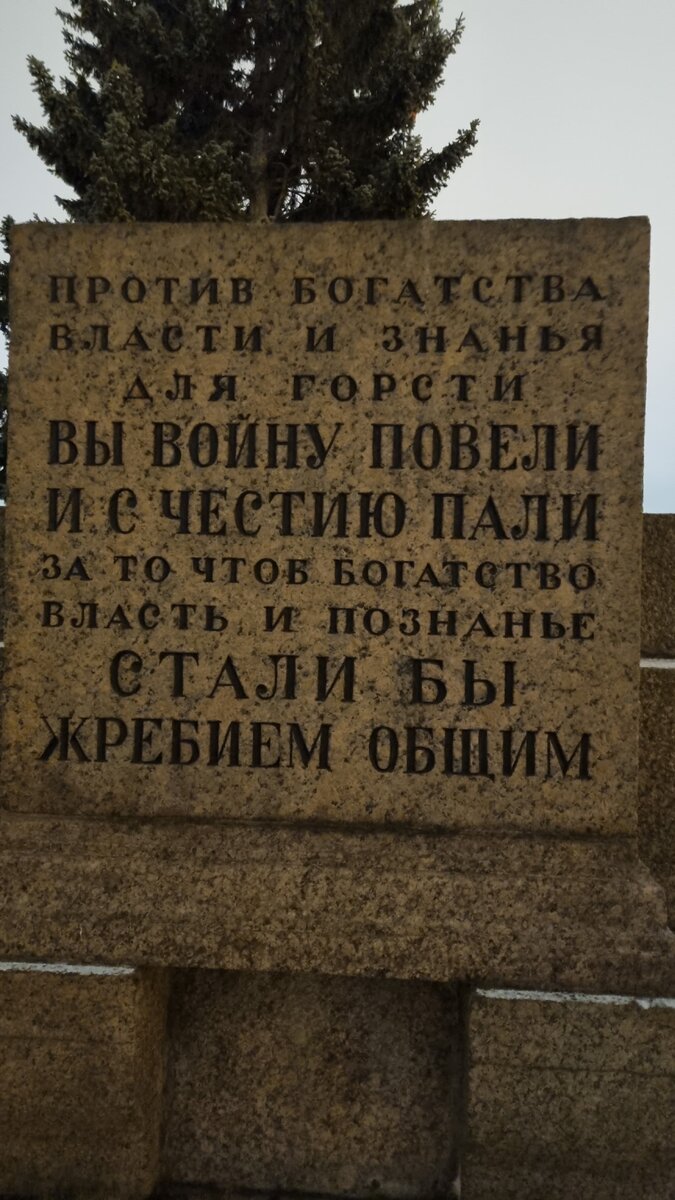 ПРОТИВ БОГАТСТВА
ВЛАСТИ И ЗНАНЬЯ
ДЛЯ ГОРСТИ
ВЫ ВОЙНУ ПОВЕЛИ
И С ЧЕСТИЮ ПАЛИ
ЗА ТО ЧТОБ БОГАТСТВО
ВЛАСТЬ И ПОЗНАНЬЕ
СТАЛИ БЫ
ЖРЕБИЕМ ОБЩИМ